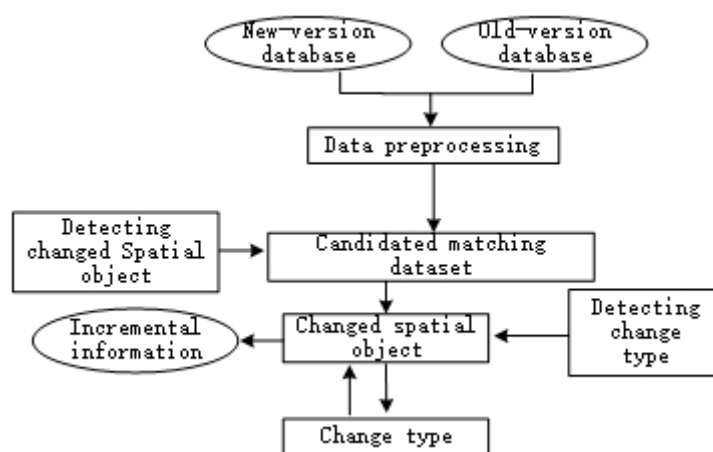 New-version
database
Old-version
database
Data preprocessing
Detecting
changed Spatial
object
Candidated matching
dataset
Incremental
information
Changed spatial
object
Detecting
change
type
Change type